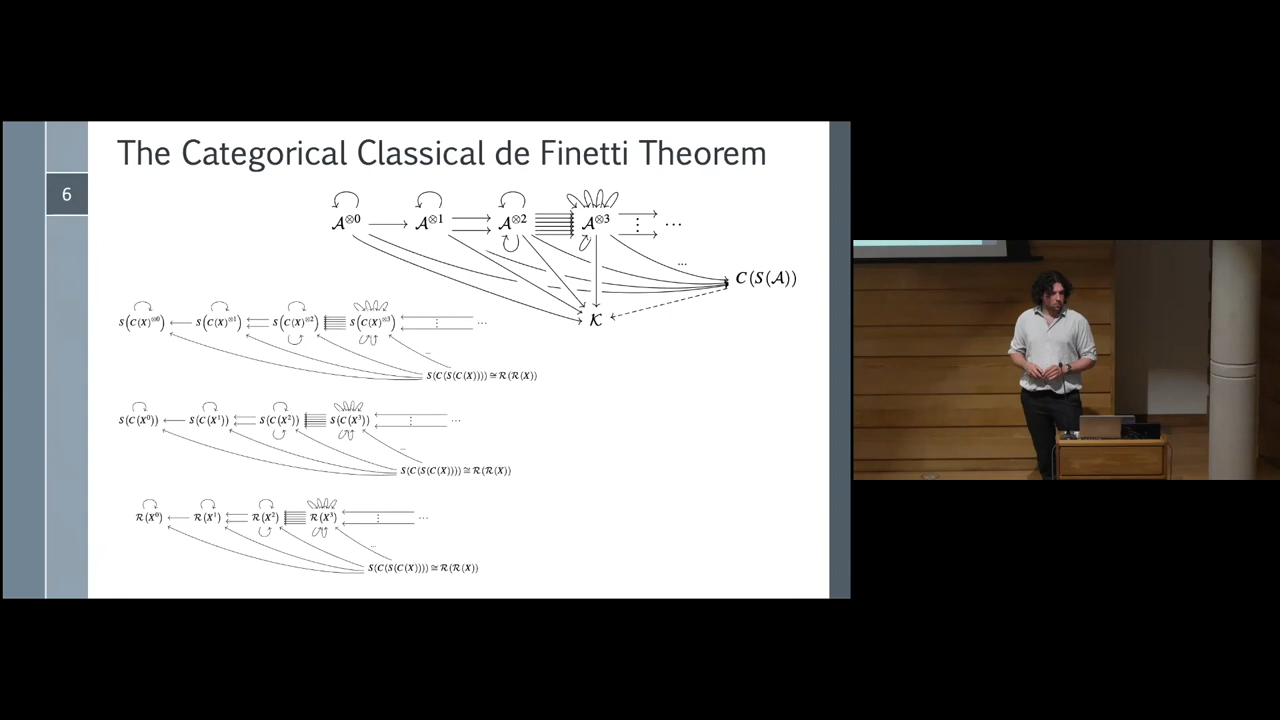 The Categorical Classical de Finetti Theorem
6
𝒜^{⊗0} 𝒜^{⊗1} 𝒜^{⊗2} 𝒜^{⊗3} ⋮ ⋯
...
C(S(𝒜))
𝒦
S(C(X)^{⊗0}) S(C(X)^{⊗1}) S(C(X)^{⊗2}) S(C(X)^{⊗3}) ⋮ ⋯
...
S(C(S(C(X)))) ≅ ℛ(ℛ(X))
S(C(X^0)) S(C(X^1)) S(C(X^2)) S(C(X^3)) ⋮ ⋯
...
S(C(S(C(X)))) ≅ ℛ(ℛ(X))
ℛ(X^0) ℛ(X^1) ℛ(X^2) ℛ(X^3) ⋮ ⋯
...
S(C(S(C(X)))) ≅ ℛ(ℛ(X))